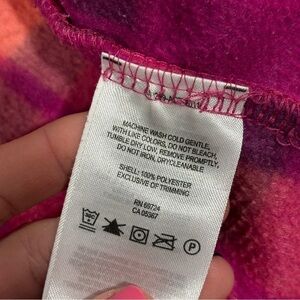 MACHINE WASH COLD GENTLE,
WITH LIKE COLORS, DO NOT BLEACH,
TUMBLE DRY LOW, REMOVE PROMPTLY,
DO NOT IRON, DRYCLEANABLE
SHELL: 100% POLYESTER
EXCLUSIVE OF TRIMMING
RN 69724
CA 05367
P